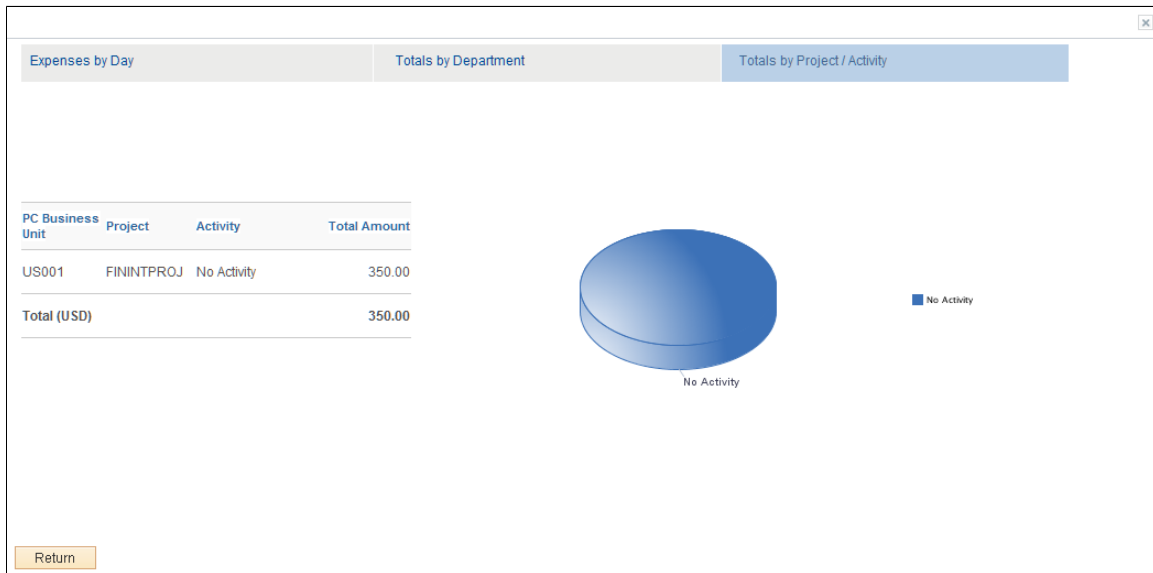 Expenses by Day Totals by Department Totals by Project / Activity
PC Business Unit Project Activity Total Amount
US001 FININTPROJ No Activity 350.00
Total (USD) 350.00
No Activity
No Activity
Return